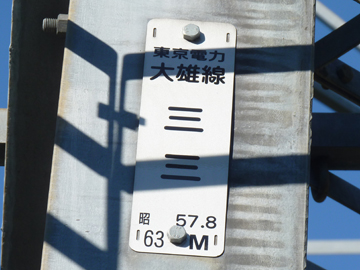 東京電力
大雄線
三
三
昭 57.8
63 M